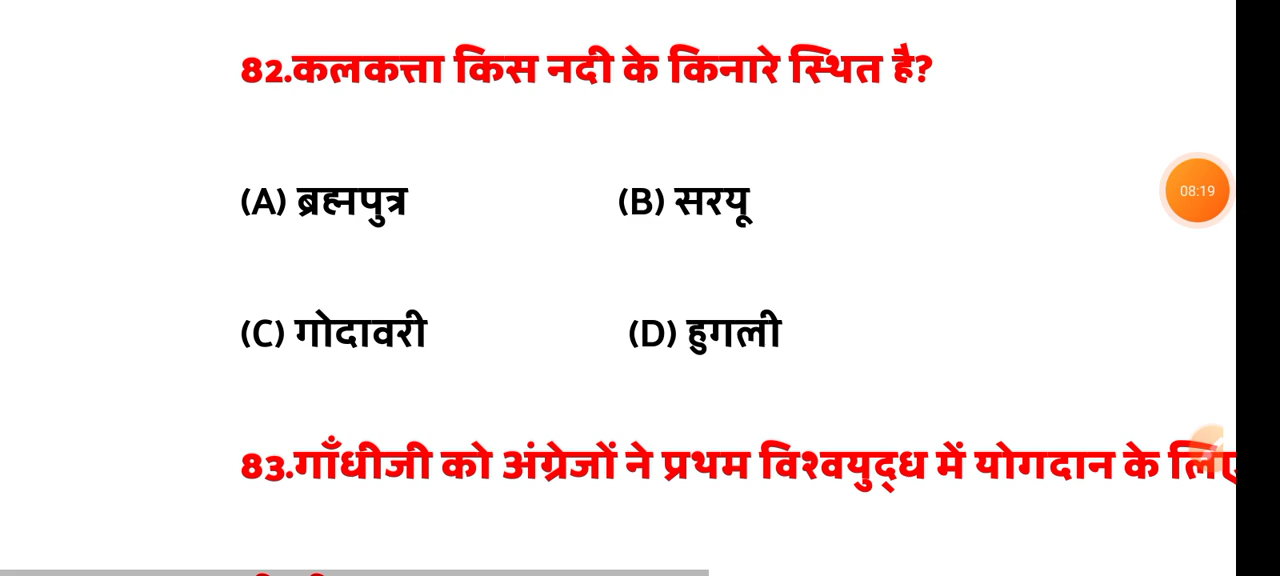 82.कलकत्ता किस नदी के किनारे स्थित है?
(A) ब्रह्मपुत्र (B) सरयू
08:19
(C) गोदावरी (D) हुगली
83.गाँधीजी को अंग्रेजों ने प्रथम विश्वयुद्ध में योगदान के